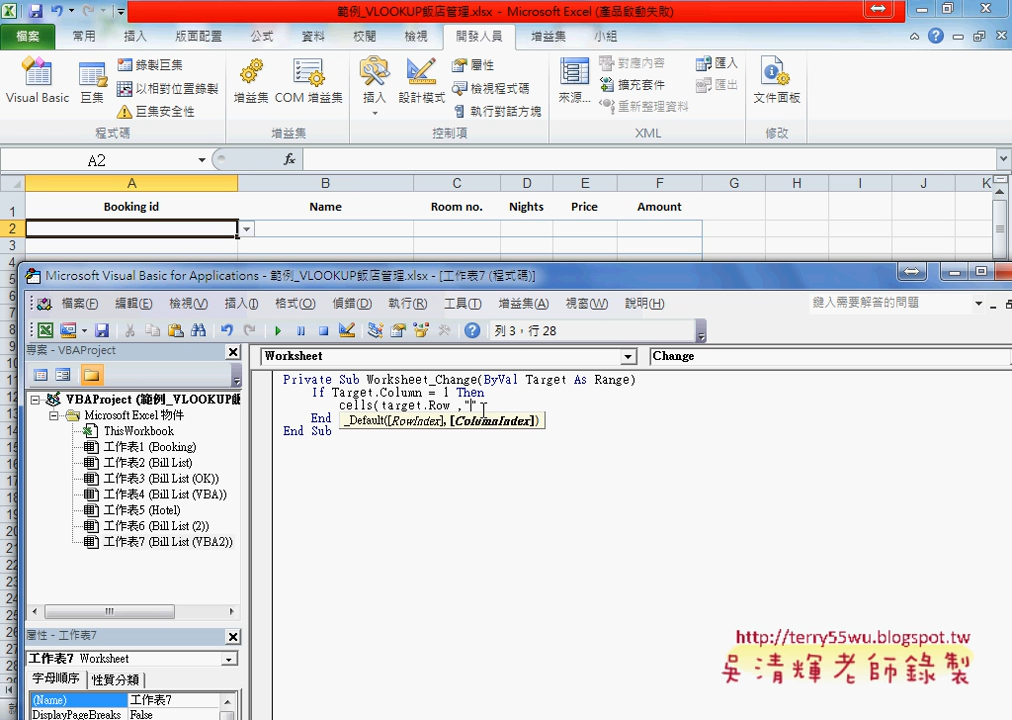 範例_VLOOKUP飯店管理.xlsx - Microsoft Excel (產品啟動失敗)
檔案 常用 插入 版面配置 公式 資料 校閱 檢視 開發人員 增益集 小組
Visual Basic 巨集 錄製巨集 以相對位置錄製 巨集安全性 增益集 COM 增益集 插入 設計模式 屬性 檢視程式碼 執行對話方塊 來源... 對應內容 擴充套件 重新整理資料 匯入 匯出 文件面板
程式碼 增益集 控制項 XML 修改
A2 fx
A B C D E F G H I J K
1 Booking id Name Room no. Nights Price Amount
2
3
Microsoft Visual Basic for Applications - 範例_VLOOKUP飯店管理.xlsx - [工作表7 (程式碼)]
檔案(F) 編輯(E) 檢視(V) 插入(I) 格式(O) 偵錯(D) 執行(R) 工具(T) 增益集(A) 視窗(W) 說明(H) 鍵入需要解答的問題
列 3，行 28
專案 - VBAProject
Worksheet Change
VBAProject (範例_VLOOKUP飯
Microsoft Excel 物件
ThisWorkbook
工作表1 (Booking)
工作表2 (Bill List)
工作表3 (Bill List (OK))
工作表4 (Bill List (VBA))
工作表5 (Hotel)
工作表6 (Bill List (2))
工作表7 (Bill List (VBA2))
Private Sub Worksheet_Change(ByVal Target As Range)
If Target.Column = 1 Then
cells(target.Row ,""
End
_Default([RowIndex], [ColumnIndex])
End Sub
屬性 - 工作表7
工作表7 Worksheet
字母順序 性質分類
(Name) 工作表7
DisplayPageBreaks False
http://terry55wu.blogspot.tw
吳清輝老師錄製